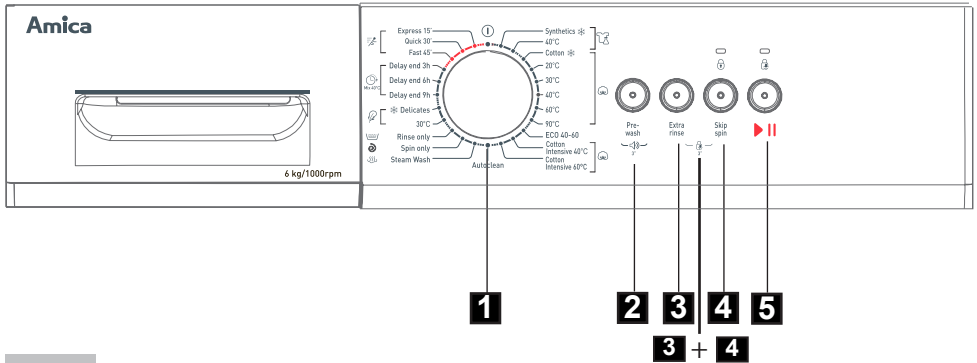 Amica
6 kg/1000rpm
Express 15'
Quick 30'
Fast 45'
Delay end 3h
Delay end 6h
Mix 40°C
Delay end 9h
Delicates
30°C
Rinse only
Spin only
Steam Wash
Autoclean
Synthetics
40°C
Cotton
20°C
30°C
40°C
60°C
90°C
ECO 40-60
Cotton
Intensive 40°C
Cotton
Intensive 60°C
Pre-
wash
3"
Extra
rinse
3"
Skip
spin
1
2
3
4
5
3 + 4